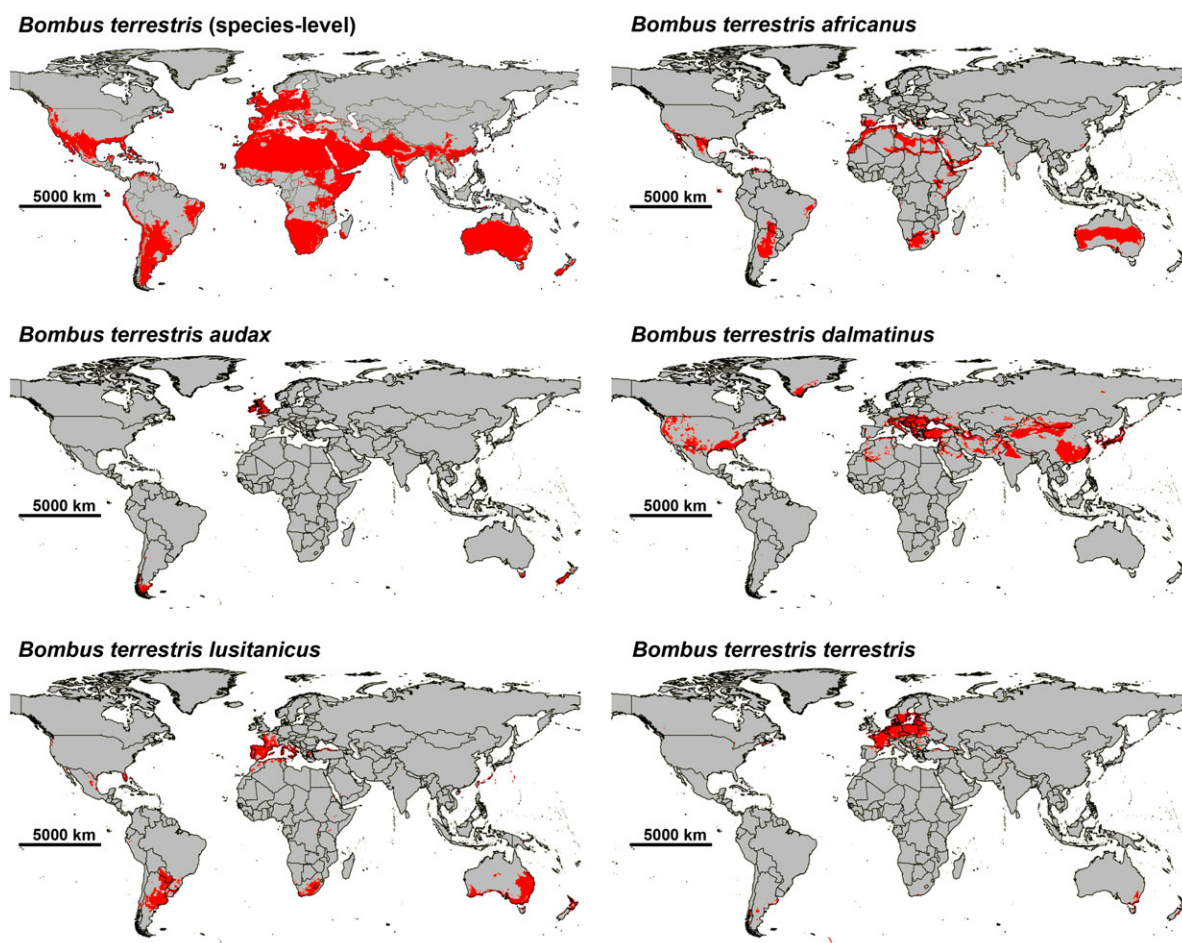 Bombus terrestris (species-level)
Bombus terrestris africanus
5000 km
5000 km
Bombus terrestris audax
Bombus terrestris dalmatinus
5000 km
5000 km
Bombus terrestris lusitanicus
Bombus terrestris terrestris
5000 km
5000 km